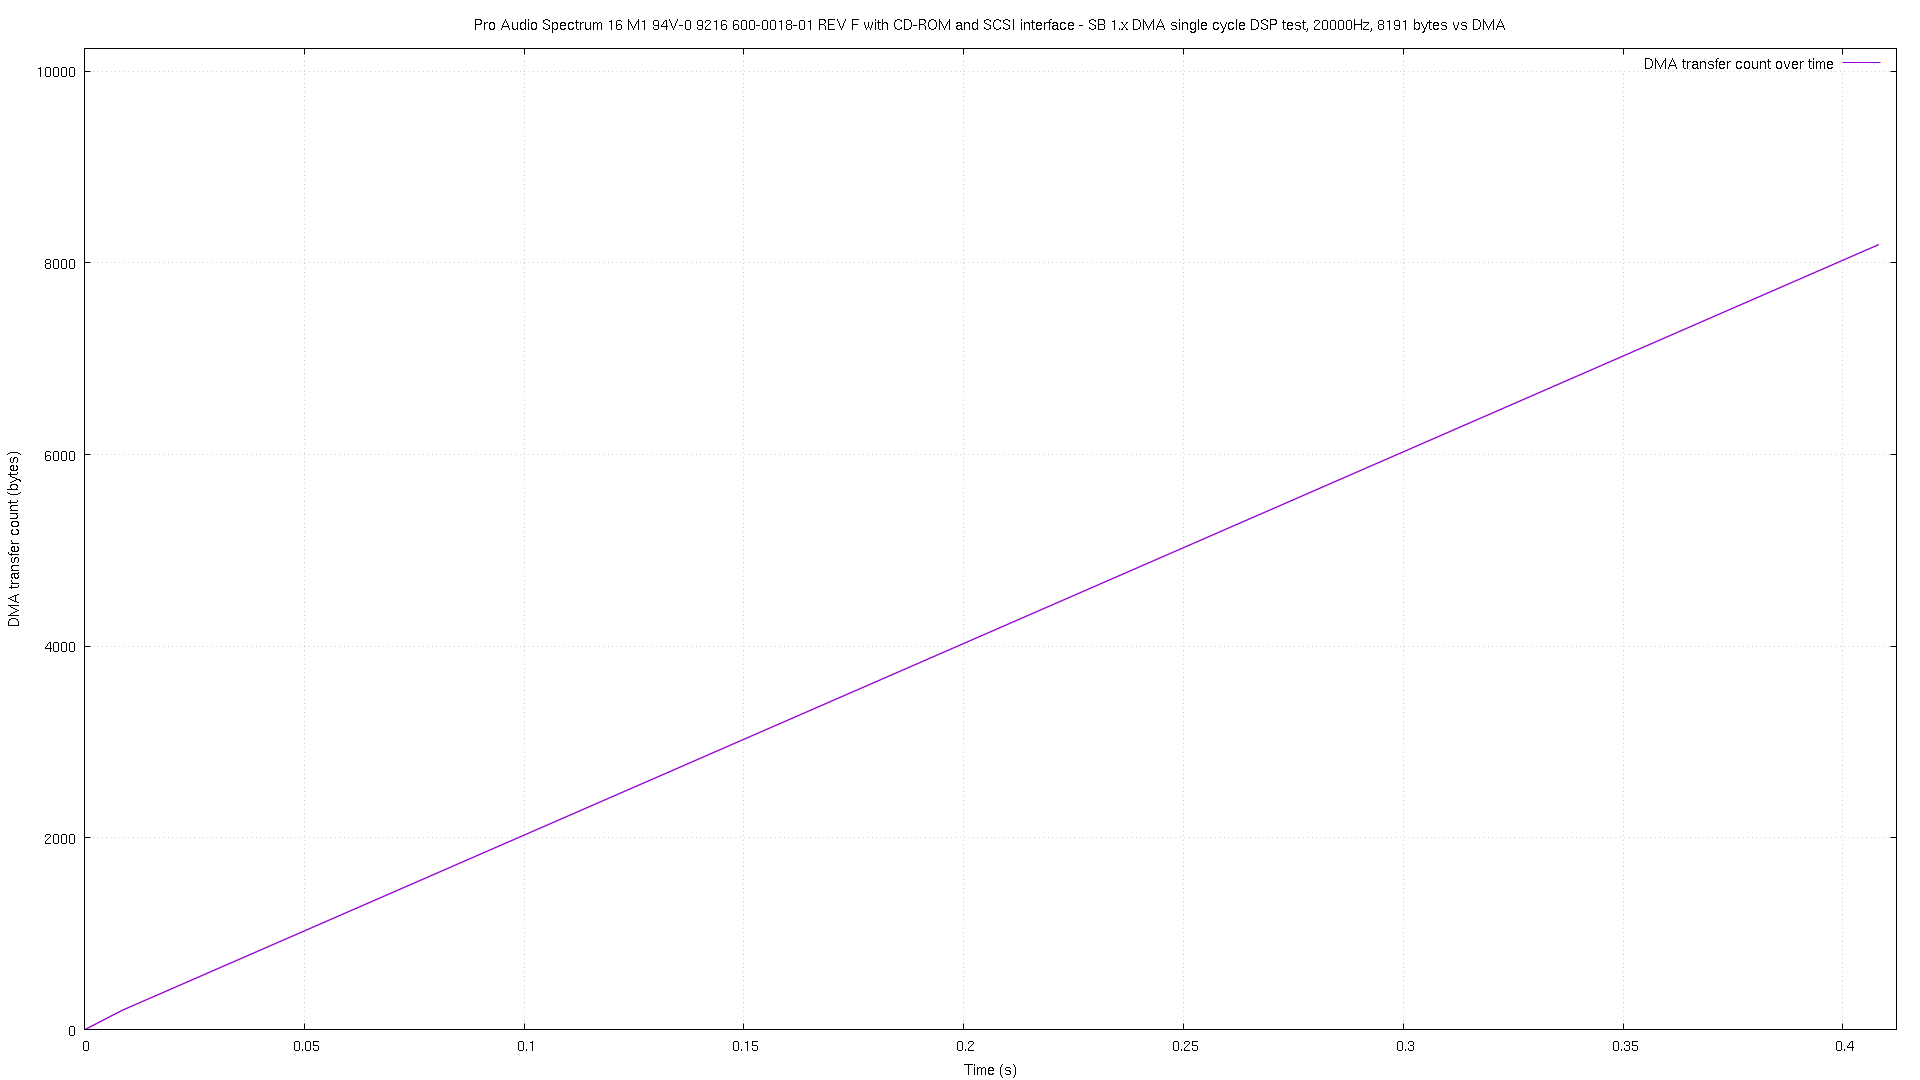 Pro Audio Spectrum 16 M1 94V-0 9216 600-0018-01 REV F with CD-ROM and SCSI interface - SB 1.x DMA single cycle DSP test, 20000Hz, 8191 bytes vs DMA
DMA transfer count over time
10000
8000
6000
4000
2000
0
DMA transfer count (bytes)
0 0.05 0.1 0.15 0.2 0.25 0.3 0.35 0.4
Time (s)